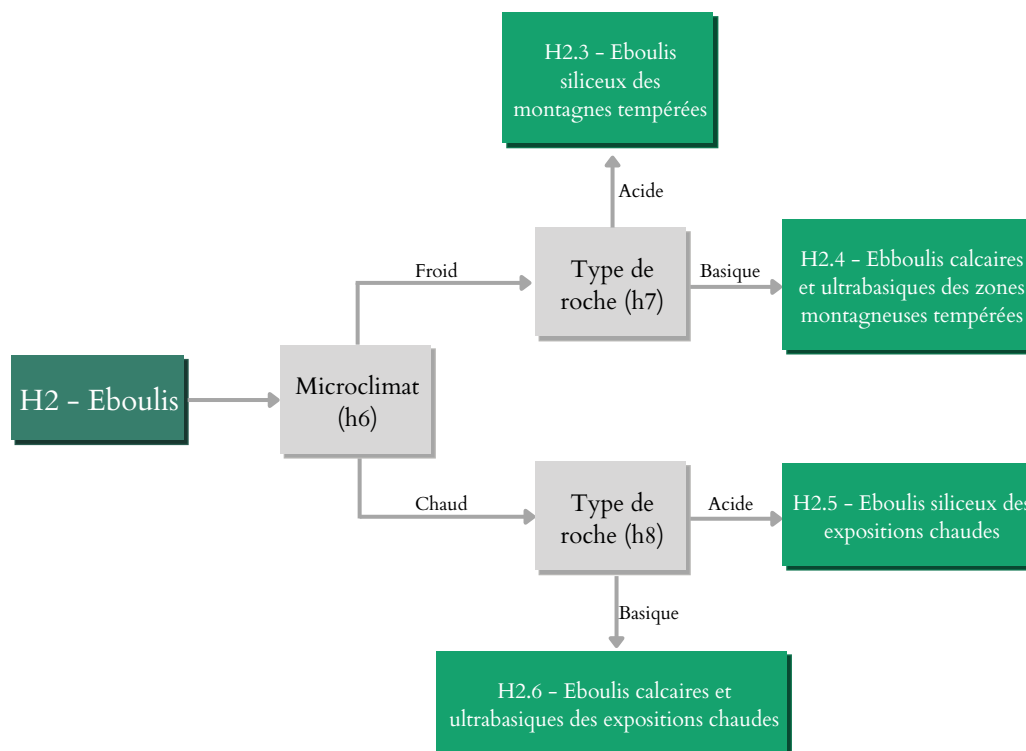 H2.3 - Eboulis
siliceux des
montagnes tempérées
Acide
Froid
Type de
roche (h7)
Basique
H2.4 - Ebboulis calcaires
et ultrabasiques des zones
montagneuses tempérées
H2 - Eboulis
Microclimat
(h6)
Chaud
Type de
roche (h8)
Acide
H2.5 - Eboulis siliceux des
expositions chaudes
Basique
H2.6 - Eboulis calcaires et
ultrabasiques des expositions chaudes